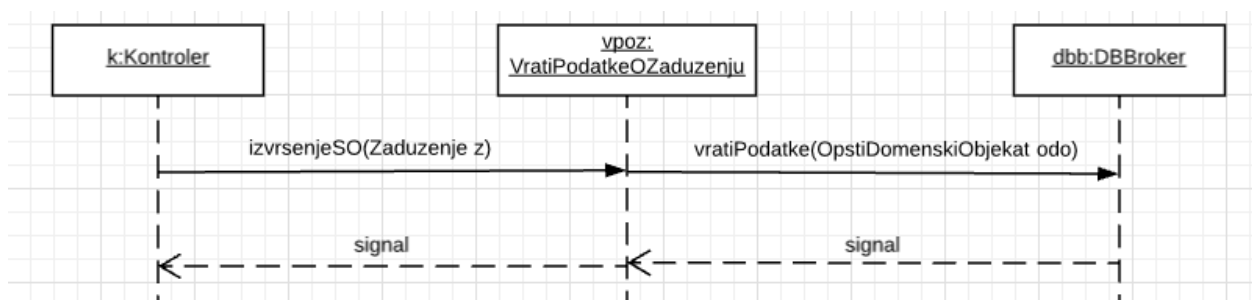 k:Kontroler
vpoz:
VratiPodatkeOZaduzenju
dbb:DBBroker
izvrsenjeSO(Zaduzenje z)
vratiPodatke(OpstiDomenskiObjekat odo)
signal
signal